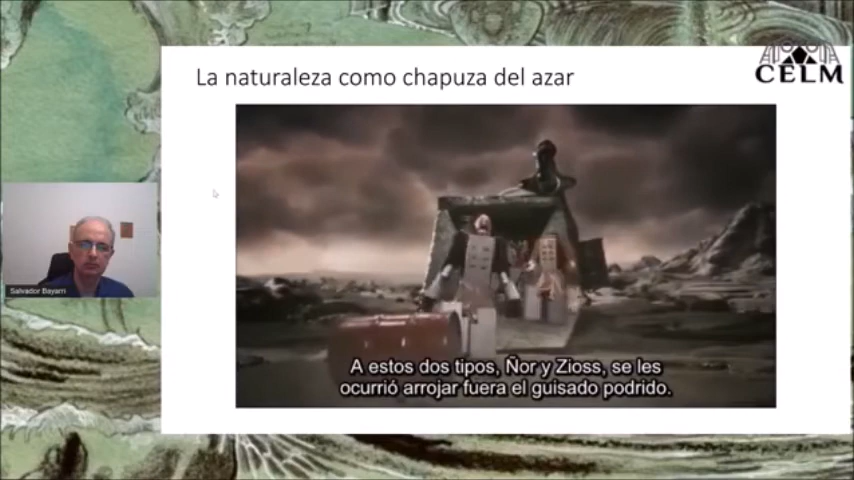 La naturaleza como chapuza del azar
CELM
Salvador Bayarri
A estos dos tipos, Ñor y Zioss, se les
ocurrió arrojar fuera el guisado podrido.